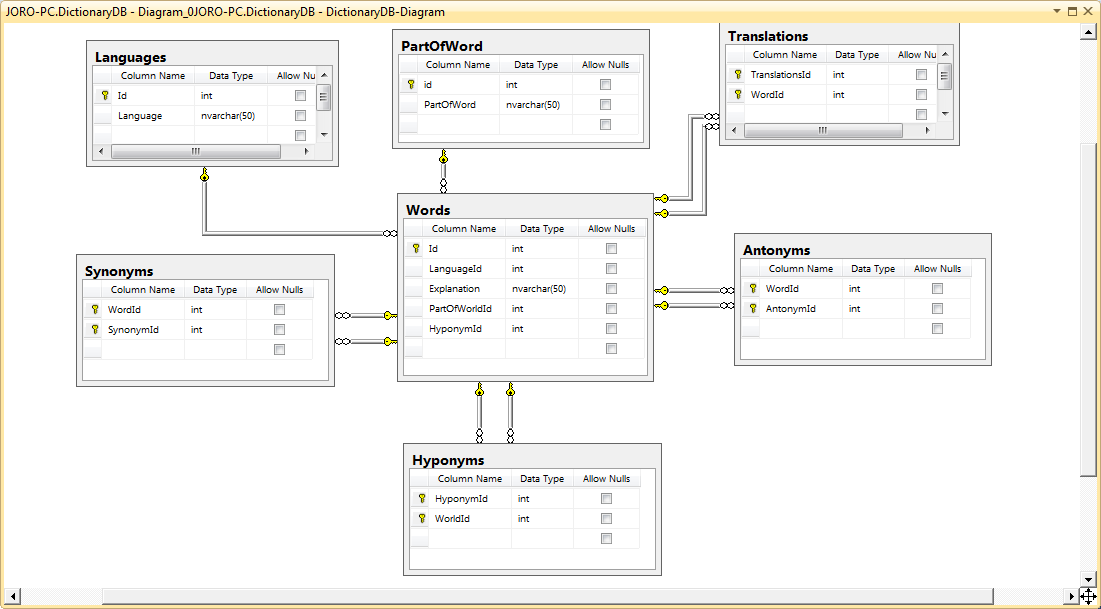 JORO-PC.DictionaryDB - Diagram_0JORO-PC.DictionaryDB - DictionaryDB-Diagram
Languages
Column Name Data Type Allow Nu
Id int
Language nvarchar(50)
PartOfWord
Column Name Data Type Allow Nulls
id int
PartOfWord nvarchar(50)
Translations
Column Name Data Type Allow Nu
TranslationsId int
WordId int
Words
Column Name Data Type Allow Nulls
Id int
LanguageId int
Explanation nvarchar(50)
PartOfWorldId int
HyponymId int
Synonyms
Column Name Data Type Allow Nulls
WordId int
SynonymId int
Antonyms
Column Name Data Type Allow Nulls
WordId int
AntonymId int
Hyponyms
Column Name Data Type Allow Nulls
HyponymId int
WorldId int